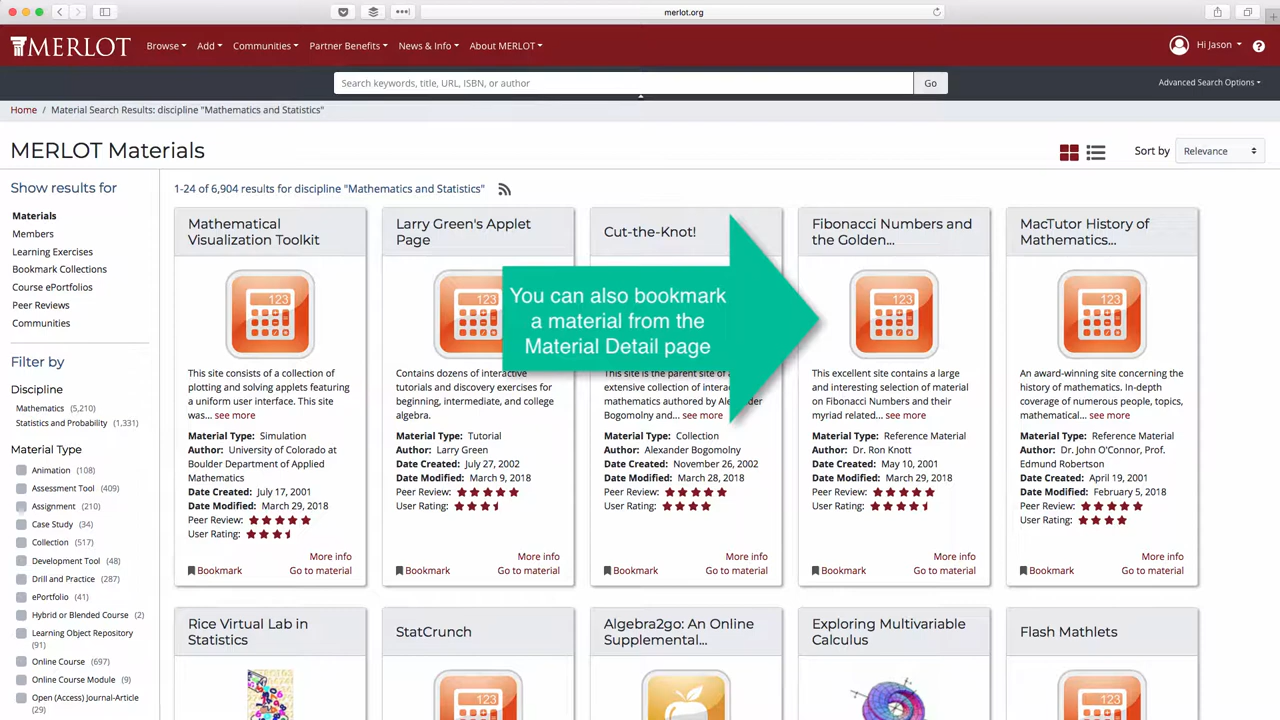 merlot.org
MERLOT
Browse
Add
Communities
Partner Benefits
News & Info
About MERLOT
Hi Jason
?
Search keywords, title, URL, ISBN, or author
Go
Advanced Search Options
Home / Material Search Results: discipline "Mathematics and Statistics"
MERLOT Materials
Sort by
Relevance
Show results for
Materials
Members
Learning Exercises
Bookmark Collections
Course ePortfolios
Peer Reviews
Communities
Filter by
Discipline
Mathematics (5,210)
Statistics and Probability (1,331)
Material Type
Animation (108)
Assessment Tool (409)
Assignment (210)
Case Study (34)
Collection (517)
Development Tool (48)
Drill and Practice (287)
ePortfolio (41)
Hybrid or Blended Course (2)
Learning Object Repository
(91)
Online Course (697)
Online Course Module (9)
Open (Access) Journal-Article
(29)
1-24 of 6,904 results for discipline "Mathematics and Statistics"
Mathematical
Visualization Toolkit
123
This site consists of a collection of
plotting and solving applets featuring
a uniform user interface. This site
was... see more
Material Type: Simulation
Author: University of Colorado at
Boulder Department of Applied
Mathematics
Date Created: July 17, 2001
Date Modified: March 29, 2018
Peer Review:
User Rating:
More info
Bookmark
Go to material
Larry Green's Applet
Page
123
Contains dozens of interactive
tutorials and discovery exercises for
beginning, intermediate, and college
algebra.
Material Type: Tutorial
Author: Larry Green
Date Created: July 27, 2002
Date Modified: March 9, 2018
Peer Review:
User Rating:
More info
Bookmark
Go to material
Cut-the-Knot!
You can also bookmark
a material from the
Material Detail page
This site is the parent site of
extensive collection of
mathematics authored by
Bogomolny and... see more
Material Type: Collection
Author: Alexander Bogomolny
Date Created: November 26, 2002
Date Modified: March 28, 2018
Peer Review:
User Rating:
More info
Bookmark
Go to material
Fibonacci Numbers and
the Golden...
123
This excellent site contains a large
and interesting selection of material
on Fibonacci Numbers and their
myriad related... see more
Material Type: Reference Material
Author: Dr. Ron Knott
Date Created: May 10, 2001
Date Modified: March 29, 2018
Peer Review:
User Rating:
More info
Bookmark
Go to material
MacTutor History of
Mathematics...
123
An award-winning site concerning the
history of mathematics. In-depth
coverage of numerous people, topics,
mathematical... see more
Material Type: Reference Material
Author: Dr. John O'Connor, Prof.
Edmund Robertson
Date Created: April 19, 2001
Date Modified: February 5, 2018
Peer Review:
User Rating:
More info
Bookmark
Go to material
Rice Virtual Lab in
Statistics
StatCrunch
123
Algebra2go: An Online
Supplemental...
Exploring Multivariable
Calculus
Flash Mathlets
123